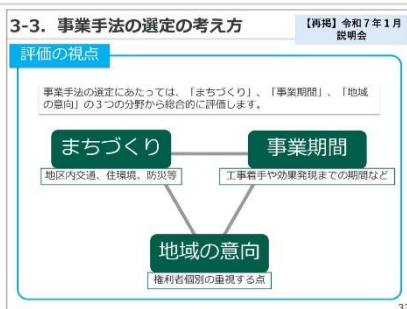 3-3. 事業手法の選定の考え方
【再掲】令和７年１月
説明会
評価の視点
事業手法の選定にあたっては、「まちづくり」、「事業期間」、「地域
の意向」の３つの分野から総合的に評価します。
まちづくり
事業期間
地区内交通、住環境、防災等
工事着手や効果発現までの期間など
地域の意向
権利者個別の重視する点